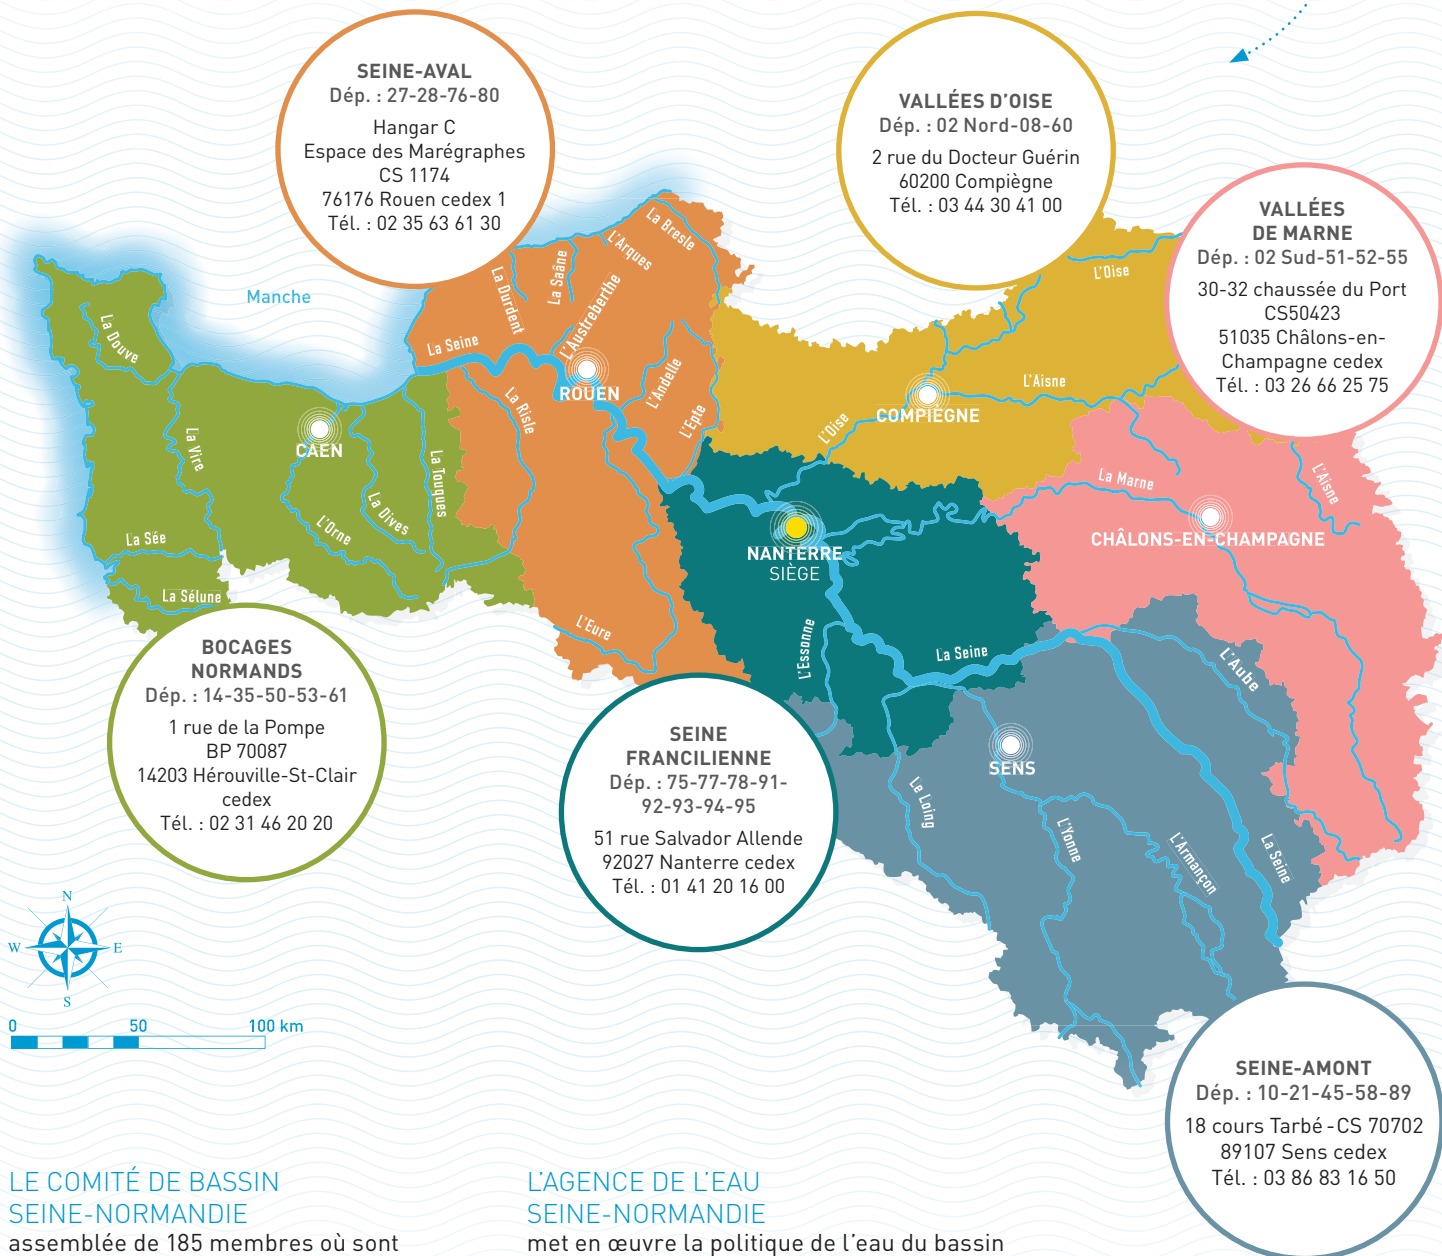 SEINE-AVAL
Dép. : 27-28-76-80
Hangar C
Espace des Marégraphes
CS 1174
76176 Rouen cedex 1
Tél. : 02 35 63 61 30
VALLÉES D'OISE
Dép. : 02 Nord-08-60
2 rue du Docteur Guérin
60200 Compiègne
Tél. : 03 44 30 41 00
VALLÉES
DE MARNE
Dép. : 02 Sud-51-52-55
30-32 chaussée du Port
CS50423
51035 Châlons-en-
Champagne cedex
Tél. : 03 26 66 25 75
Manche
La Bresle
L'Arques
La Saâne
La Durdent
L'Austreberthe
La Seine
ROUEN
L'Andelle
L'Epte
La Risle
L'Eure
La Douve
La Vire
CAEN
La Touques
La Dives
L'Orne
La Sée
La Sélune
L'Oise
L'Aisne
COMPIÈGNE
L'Oise
La Marne
L'Aisne
CHÂLONS-EN-CHAMPAGNE
NANTERRE
SIÈGE
L'Essonne
La Seine
L'Aube
SENS
Le Loing
L'Yonne
L'Armançon
La Seine
BOCAGES
NORMANDS
Dép. : 14-35-50-53-61
1 rue de la Pompe
BP 70087
14203 Hérouville-St-Clair
cedex
Tél. : 02 31 46 20 20
SEINE
FRANCILIENNE
Dép. : 75-77-78-91-
92-93-94-95
51 rue Salvador Allende
92027 Nanterre cedex
Tél. : 01 41 20 16 00
N
W E
S
0 50 100 km
SEINE-AMONT
Dép. : 10-21-45-58-89
18 cours Tarbé - CS 70702
89107 Sens cedex
Tél. : 03 86 83 16 50
LE COMITÉ DE BASSIN
SEINE-NORMANDIE
assemblée de 185 membres où sont
L'AGENCE DE L'EAU
SEINE-NORMANDIE
met en œuvre la politique de l'eau du bassin